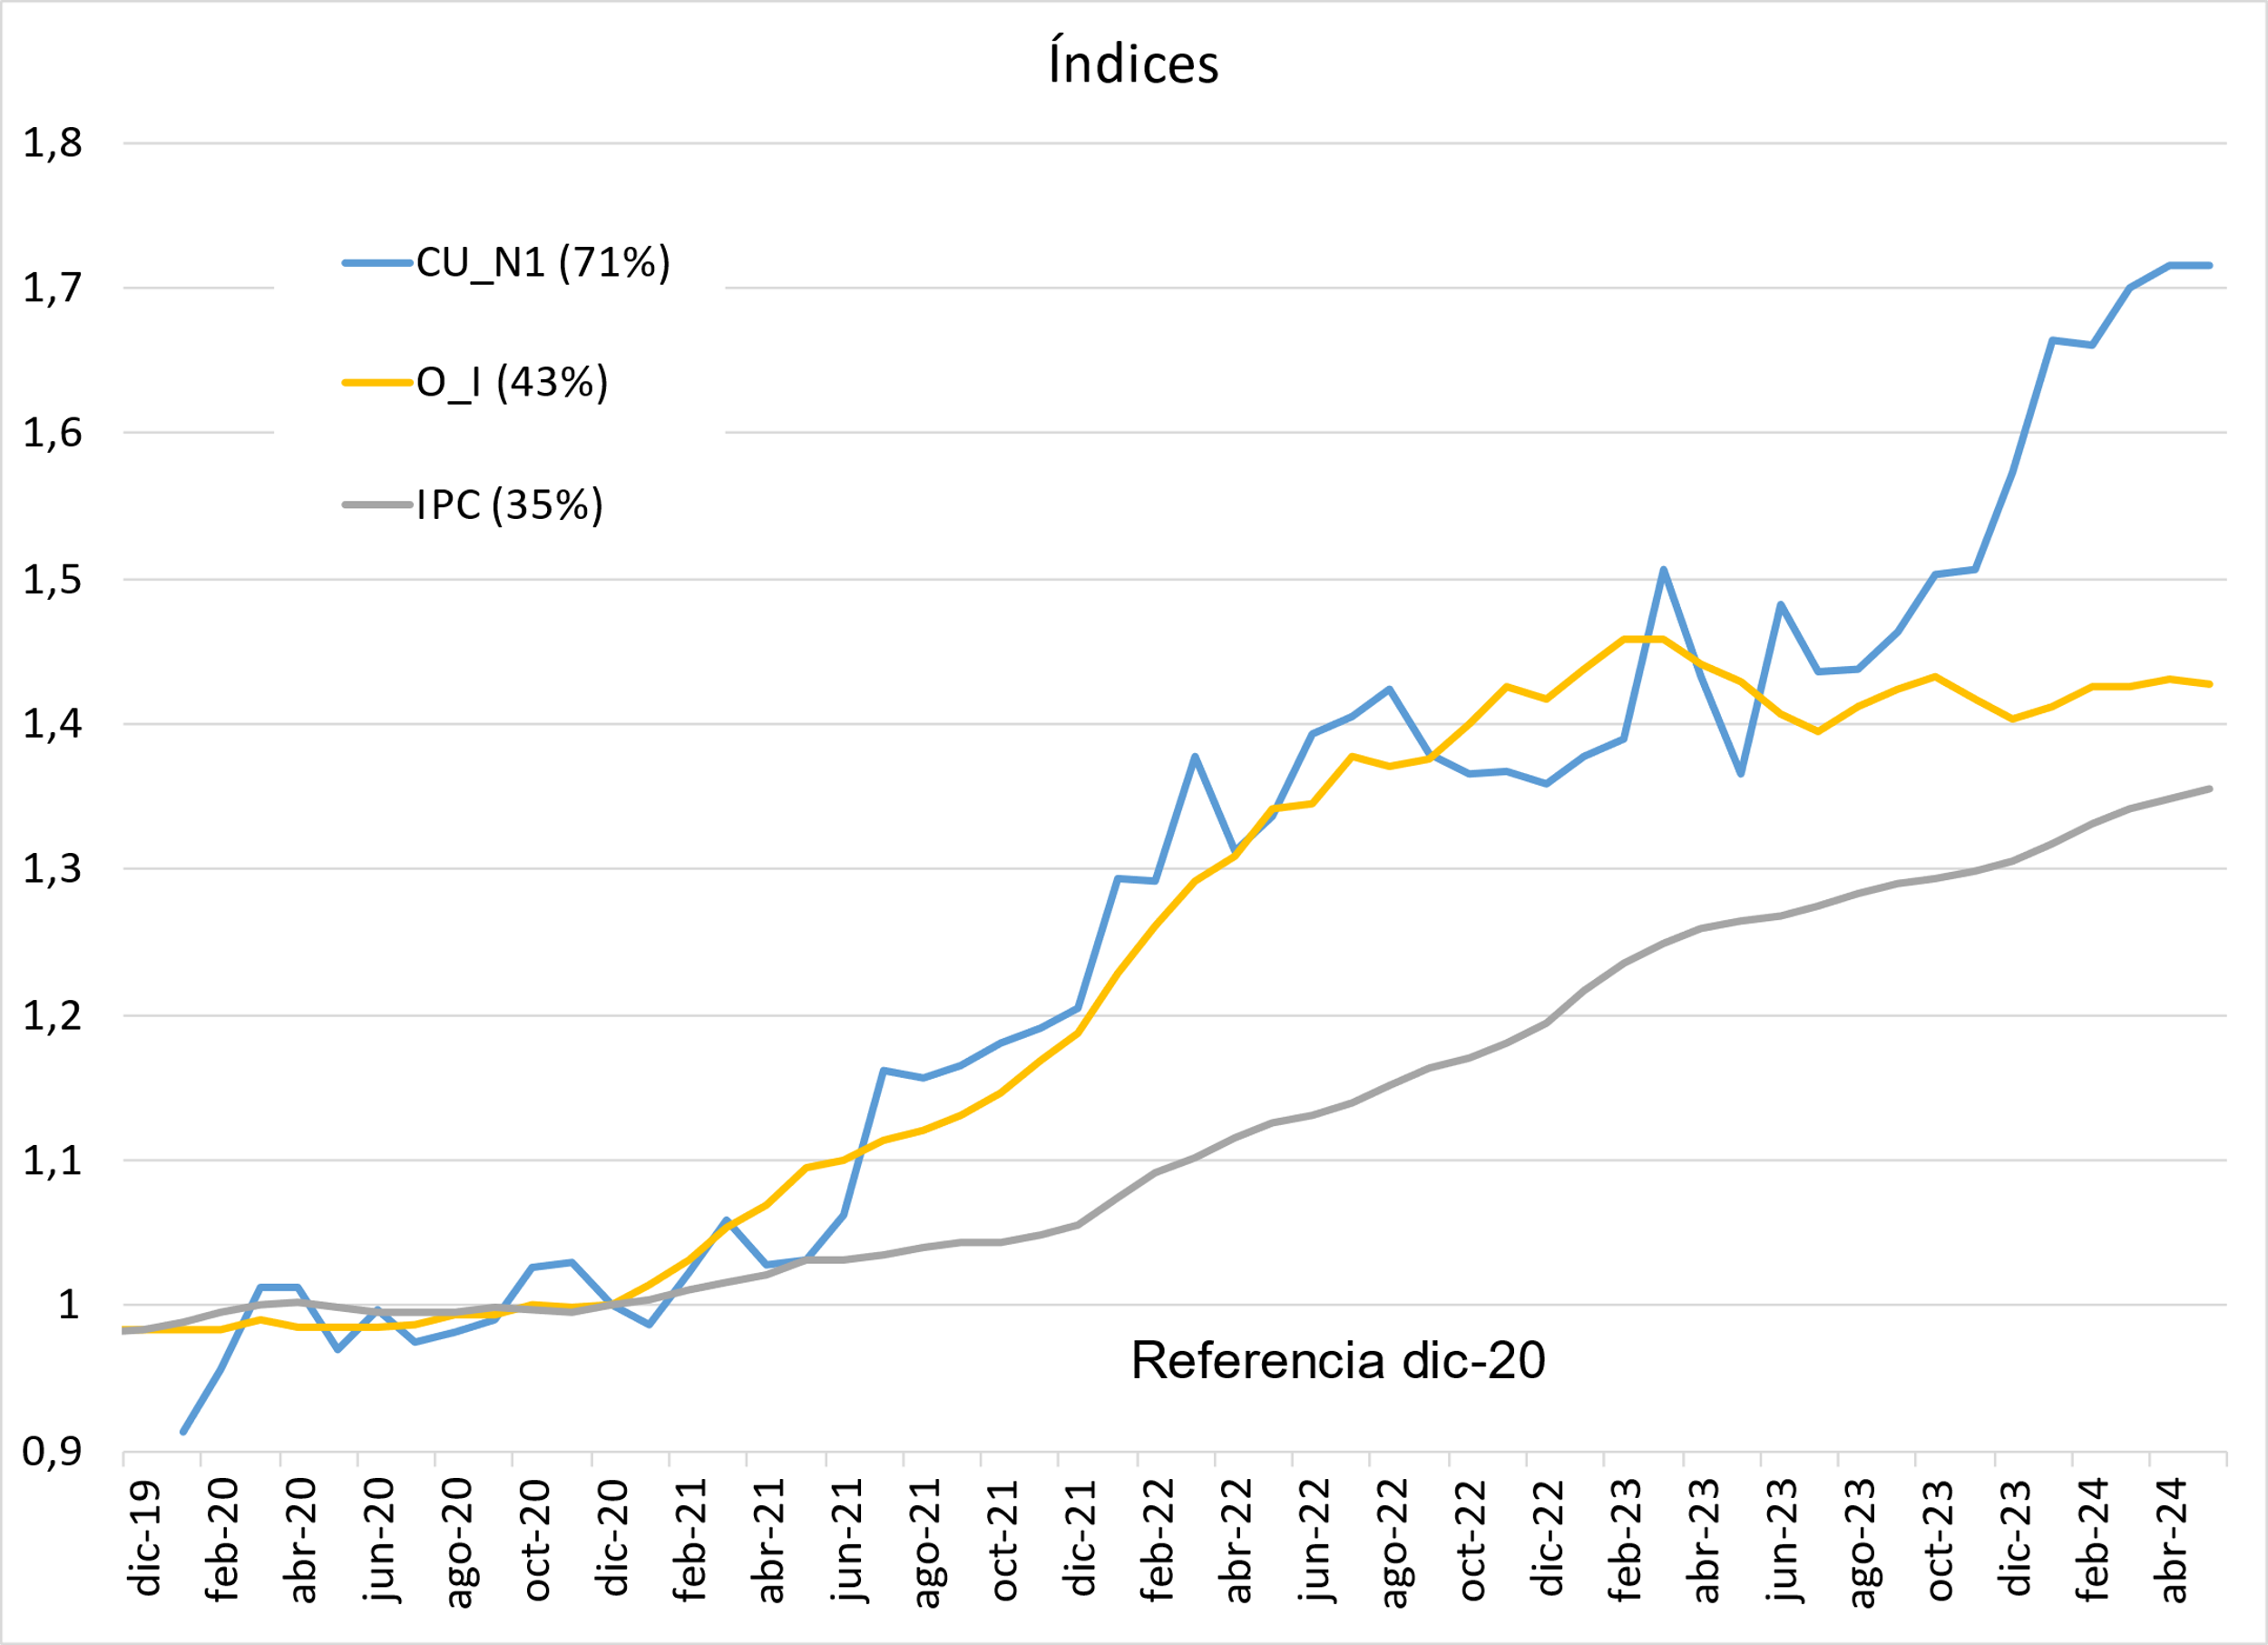 Índices
1,8
1,7
1,6
1,5
1,4
1,3
1,2
1,1
1
0,9
CU_N1 (71%)
O_I (43%)
IPC (35%)
Referencia dic-20
dic-19
feb-20
abr-20
jun-20
ago-20
oct-20
dic-20
feb-21
abr-21
jun-21
ago-21
oct-21
dic-21
feb-22
abr-22
jun-22
ago-22
oct-22
dic-22
feb-23
abr-23
jun-23
ago-23
oct-23
dic-23
feb-24
abr-24